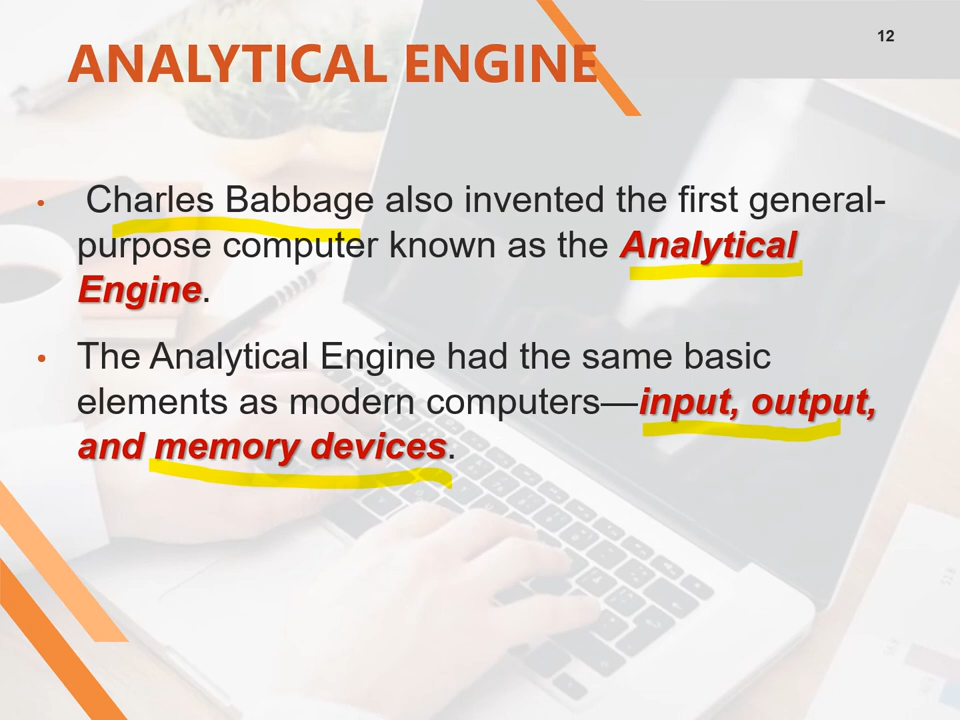 12
ANALYTICAL ENGINE
• Charles Babbage also invented the first general-
purpose computer known as the Analytical
Engine.
• The Analytical Engine had the same basic
elements as modern computers—input, output,
and memory devices.